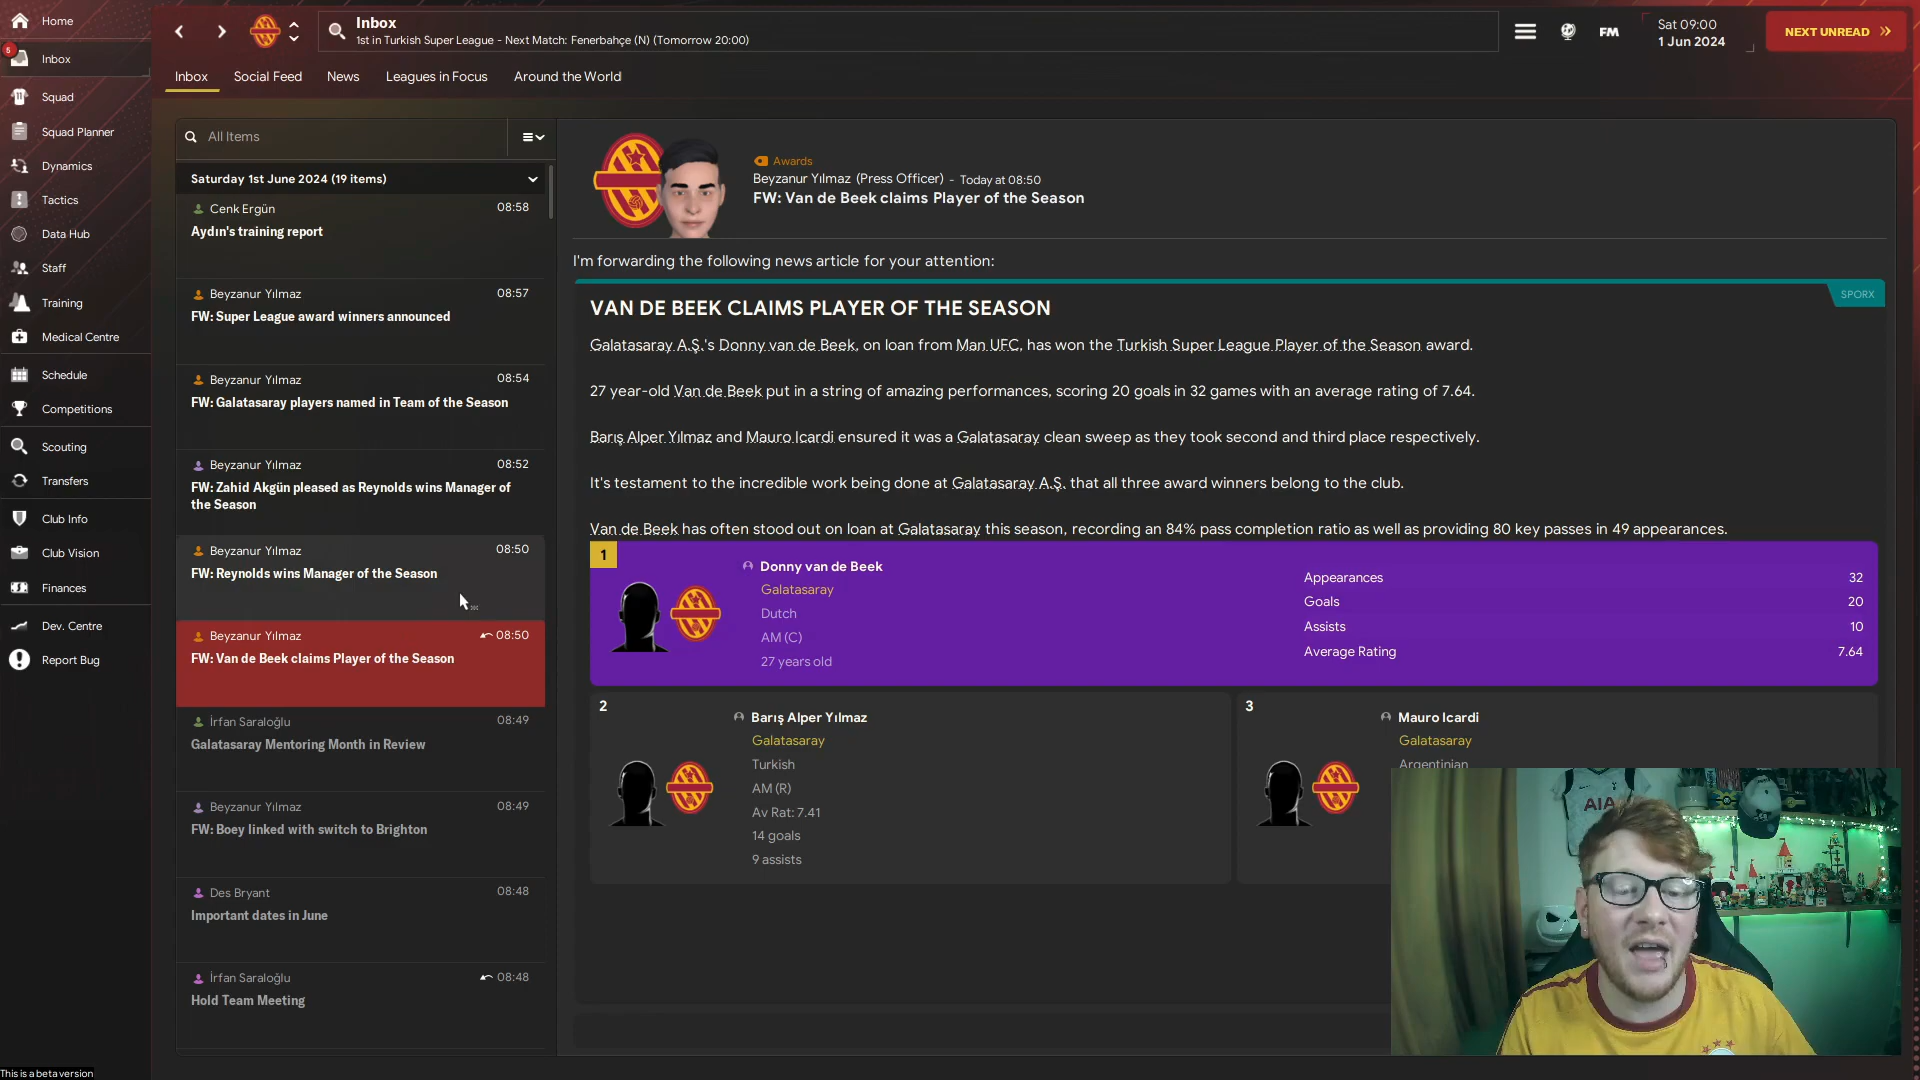 Home
5
Inbox
Squad
Squad Planner
Dynamics
Tactics
Data Hub
Staff
Training
Medical Centre
Schedule
Competitions
Scouting
Transfers
Club Info
Club Vision
Finances
Dev. Centre
Report Bug
This is a beta version
Inbox
1st in Turkish Super League - Next Match: Fenerbahçe (N) (Tomorrow 20:00)
FM
Sat 09:00
1 Jun 2024
NEXT UNREAD
Inbox Social Feed News Leagues in Focus Around the World
All Items
Saturday 1st June 2024 (19 items)
Cenk Ergün 08:58
Aydın's training report
Beyzanur Yılmaz 08:57
FW: Super League award winners announced
Beyzanur Yılmaz 08:54
FW: Galatasaray players named in Team of the Season
Beyzanur Yılmaz 08:52
FW: Zahid Akgün pleased as Reynolds wins Manager of
the Season
Beyzanur Yılmaz 08:50
FW: Reynolds wins Manager of the Season
Beyzanur Yılmaz 08:50
FW: Van de Beek claims Player of the Season
İrfan Saraloğlu 08:49
Galatasaray Mentoring Month in Review
Beyzanur Yılmaz 08:49
FW: Boey linked with switch to Brighton
Des Bryant 08:48
Important dates in June
İrfan Saraloğlu 08:48
Hold Team Meeting
Awards
Beyzanur Yılmaz (Press Officer) - Today at 08:50
FW: Van de Beek claims Player of the Season
I'm forwarding the following news article for your attention:
SPORX
VAN DE BEEK CLAIMS PLAYER OF THE SEASON
Galatasaray A.Ş.'s Donny van de Beek, on loan from Man UFC, has won the Turkish Super League Player of the Season award.
27 year-old Van de Beek put in a string of amazing performances, scoring 20 goals in 32 games with an average rating of 7.64.
Barış Alper Yılmaz and Mauro Icardi ensured it was a Galatasaray clean sweep as they took second and third place respectively.
It's testament to the incredible work being done at Galatasaray A.Ş. that all three award winners belong to the club.
Van de Beek has often stood out on loan at Galatasaray this season, recording an 84% pass completion ratio as well as providing 80 key passes in 49 appearances.
1
Donny van de Beek
Galatasaray
Dutch
AM (C)
27 years old
Appearances 32
Goals 20
Assists 10
Average Rating 7.64
2
Barış Alper Yılmaz
Galatasaray
Turkish
AM (R)
Av Rat: 7.41
14 goals
9 assists
3
Mauro Icardi
Galatasaray
Argentinian
AIA